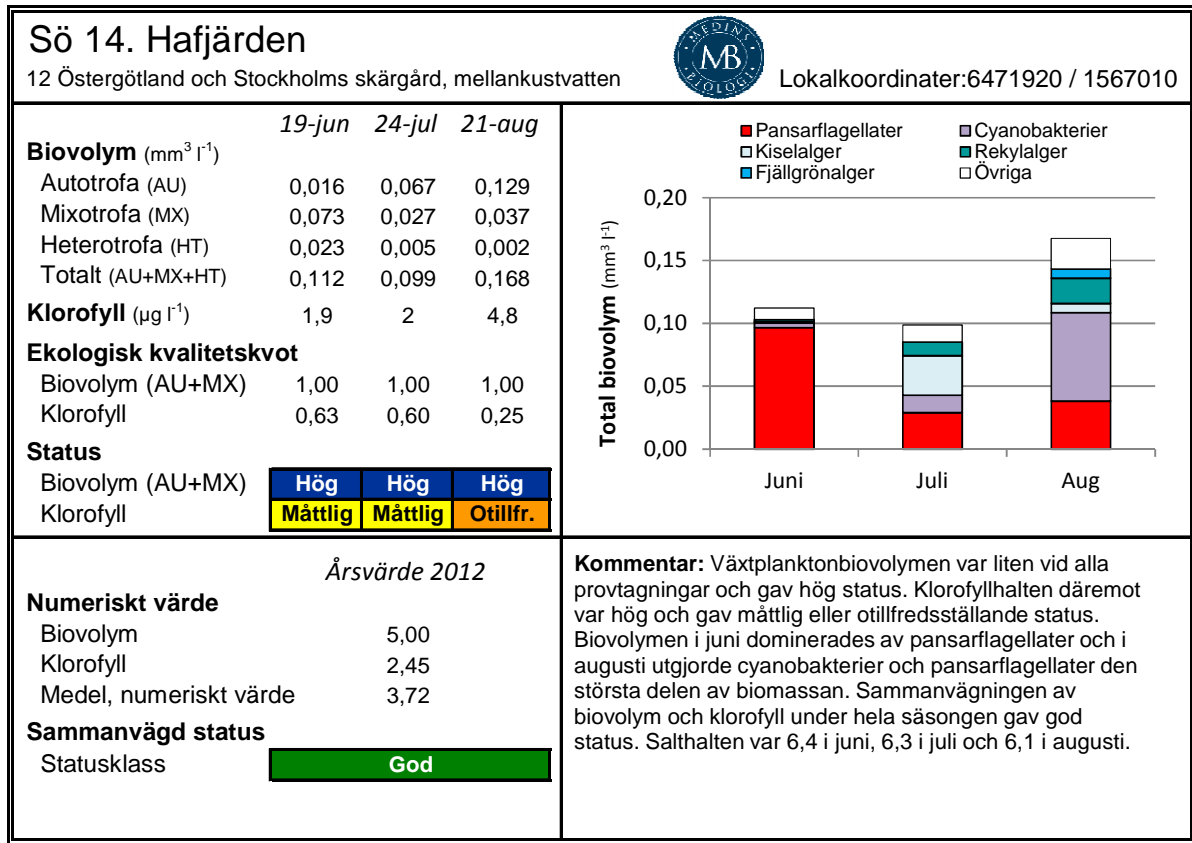 Sö 14. Hafjärden
12 Östergötland och Stockholms skärgård, mellankustvatten
MEDINS
MB
BIOLOGI
Lokalkoordinater:6471920 / 1567010
19-jun 24-jul 21-aug
Biovolym (mm³ l⁻¹)
Autotrofa (AU) 0,016 0,067 0,129
Mixotrofa (MX) 0,073 0,027 0,037
Heterotrofa (HT) 0,023 0,005 0,002
Totalt (AU+MX+HT) 0,112 0,099 0,168
Klorofyll (µg l⁻¹) 1,9 2 4,8
Ekologisk kvalitetskvot
Biovolym (AU+MX) 1,00 1,00 1,00
Klorofyll 0,63 0,60 0,25
Status
Biovolym (AU+MX) Hög Hög Hög
Klorofyll Måttlig Måttlig Otillfr.
Pansarflagellater Cyanobakterier
Kiselalger Rekylalger
Fjällgrönalger Övriga
Total biovolym (mm³ l⁻¹)
0,20
0,15
0,10
0,05
0,00
Juni Juli Aug
Årsvärde 2012
Numeriskt värde
Biovolym 5,00
Klorofyll 2,45
Medel, numeriskt värde 3,72
Sammanvägd status
Statusklass God
Kommentar: Växtplanktonbiovolymen var liten vid alla
provtagningar och gav hög status. Klorofyllhalten däremot
var hög och gav måttlig eller otillfredsställande status.
Biovolymen i juni dominerades av pansarflagellater och i
augusti utgjorde cyanobakterier och pansarflagellater den
största delen av biomassan. Sammanvägningen av
biovolym och klorofyll under hela säsongen gav god
status. Salthalten var 6,4 i juni, 6,3 i juli och 6,1 i augusti.